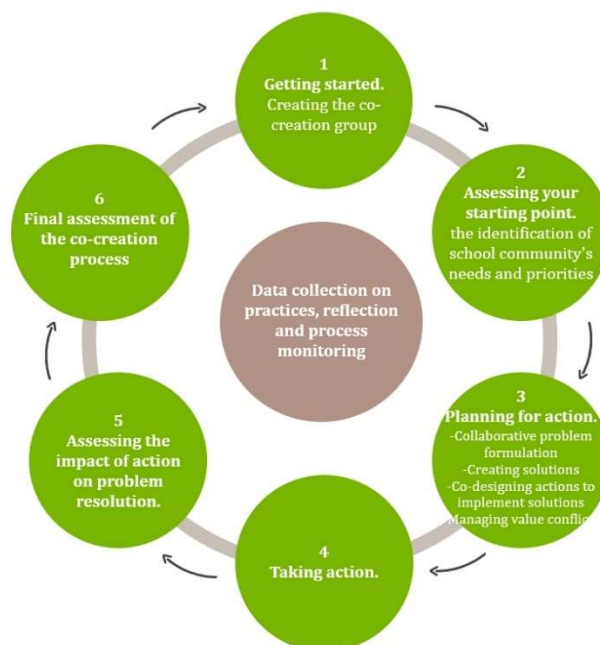 1
Getting started.
Creating the co-
creation group
2
Assessing your
starting point.
the identification of
school community's
needs and priorities
3
Planning for action.
-Collaborative problem
formulation
-Creating solutions
-Co-designing actions to
implement solutions
Managing value conflic
4
Taking action.
5
Assessing the
impact of action
on problem
resolution.
6
Final assessment of
the co-creation
process
Data collection on
practices, reflection
and process
monitoring